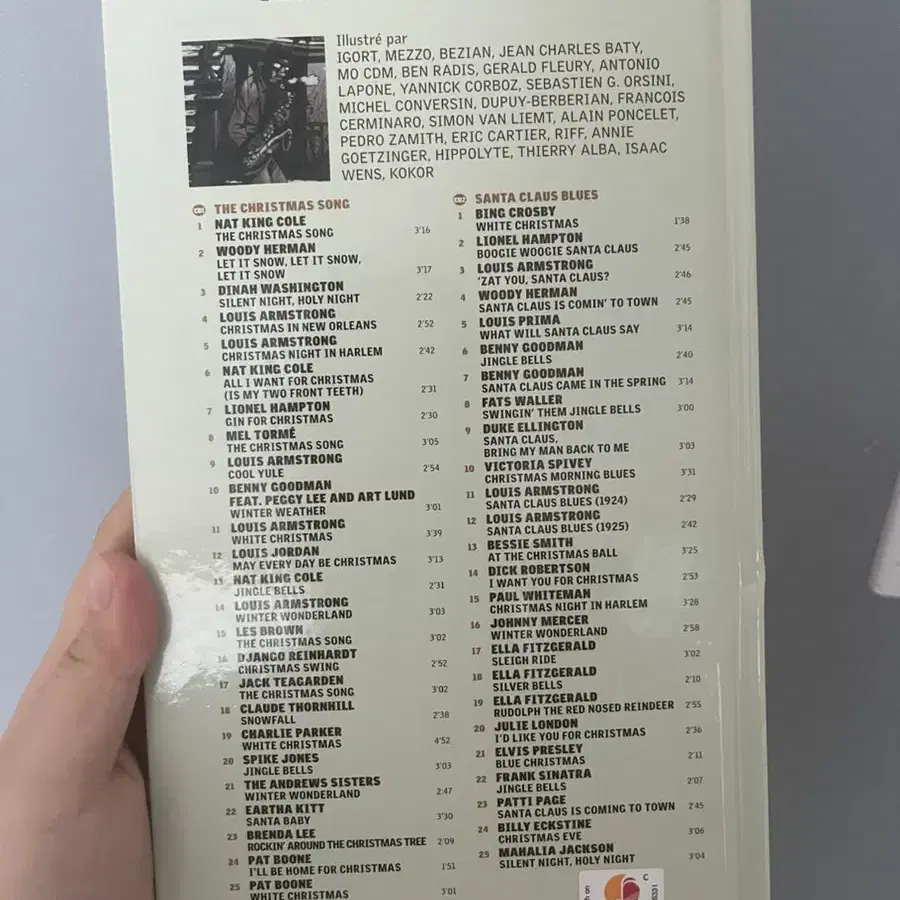 Illustré par
IGORT, MEZZO, BEZIAN, JEAN CHARLES BATY,
MO CDM, BEN RADIS, GERALD FLEURY, ANTONIO
LAPONE, YANNICK CORBOZ, SEBASTIEN G. ORSINI,
MICHEL CONVERSIN, DUPUY-BERBERIAN, FRANCOIS
CERMINARO, SIMON VAN LIEMT, ALAIN PONCELET,
PEDRO ZAMITH, ERIC CARTIER, RIFF, ANNIE
GOETZINGER, HIPPOLYTE, THIERRY ALBA, ISAAC
WENS, KOKOR
CD1 THE CHRISTMAS SONG
1 NAT KING COLE
THE CHRISTMAS SONG 3'16
2 WOODY HERMAN
LET IT SNOW, LET IT SNOW,
LET IT SNOW 3'17
3 DINAH WASHINGTON
SILENT NIGHT, HOLY NIGHT 2'22
4 LOUIS ARMSTRONG
CHRISTMAS IN NEW ORLEANS 2'52
5 LOUIS ARMSTRONG
CHRISTMAS NIGHT IN HARLEM 2'42
6 NAT KING COLE
ALL I WANT FOR CHRISTMAS
(IS MY TWO FRONT TEETH) 2'31
7 LIONEL HAMPTON
GIN FOR CHRISTMAS 2'30
8 MEL TORMÉ
THE CHRISTMAS SONG 3'05
9 LOUIS ARMSTRONG
COOL YULE 2'54
10 BENNY GOODMAN
FEAT. PEGGY LEE AND ART LUND
WINTER WEATHER 3'01
11 LOUIS ARMSTRONG
WHITE CHRISTMAS 3'39
12 LOUIS JORDAN
MAY EVERY DAY BE CHRISTMAS 3'13
13 NAT KING COLE
JINGLE BELLS 2'31
14 LOUIS ARMSTRONG
WINTER WONDERLAND 3'03
15 LES BROWN
THE CHRISTMAS SONG 3'02
16 DJANGO REINHARDT
CHRISTMAS SWING 2'52
17 JACK TEAGARDEN
THE CHRISTMAS SONG 3'02
18 CLAUDE THORNHILL
SNOWFALL 2'38
19 CHARLIE PARKER
WHITE CHRISTMAS 4'52
20 SPIKE JONES
JINGLE BELLS 3'03
21 THE ANDREWS SISTERS
WINTER WONDERLAND 2:47
22 EARTHA KITT
SANTA BABY 3'30
23 BRENDA LEE
ROCKIN' AROUND THE CHRISTMAS TREE 2'09
24 PAT BOONE
I'LL BE HOME FOR CHRISTMAS 1'51
25 PAT BOONE
WHITE CHRISTMAS 3'01
CD2 SANTA CLAUS BLUES
1 BING CROSBY
WHITE CHRISTMAS 1'38
2 LIONEL HAMPTON
BOOGIE WOOGIE SANTA CLAUS 2'45
3 LOUIS ARMSTRONG
'ZAT YOU, SANTA CLAUS? 2'46
4 WOODY HERMAN
SANTA CLAUS IS COMIN' TO TOWN 2'45
5 LOUIS PRIMA
WHAT WILL SANTA CLAUS SAY 3'14
6 BENNY GOODMAN
JINGLE BELLS 2'40
7 BENNY GOODMAN
SANTA CLAUS CAME IN THE SPRING 3'14
8 FATS WALLER
SWINGIN' THEM JINGLE BELLS 3'00
9 DUKE ELLINGTON
SANTA CLAUS,
BRING MY MAN BACK TO ME 3'03
10 VICTORIA SPIVEY
CHRISTMAS MORNING BLUES 3'31
11 LOUIS ARMSTRONG
SANTA CLAUS BLUES (1924) 2'29
12 LOUIS ARMSTRONG
SANTA CLAUS BLUES (1925) 2'42
13 BESSIE SMITH
AT THE CHRISTMAS BALL 3'25
14 DICK ROBERTSON
I WANT YOU FOR CHRISTMAS 2'53
15 PAUL WHITEMAN
CHRISTMAS NIGHT IN HARLEM 3'28
16 JOHNNY MERCER
WINTER WONDERLAND 2'58
17 ELLA FITZGERALD
SLEIGH RIDE 3'02
18 ELLA FITZGERALD
SILVER BELLS 2'10
19 ELLA FITZGERALD
RUDOLPH THE RED NOSED REINDEER 2'55
20 JULIE LONDON
I'D LIKE YOU FOR CHRISTMAS 2'36
21 ELVIS PRESLEY
BLUE CHRISTMAS 2'11
22 FRANK SINATRA
JINGLE BELLS 2'07
23 PATTI PAGE
SANTA CLAUS IS COMING TO TOWN 2'45
24 BILLY ECKSTINE
CHRISTMAS EVE 3'06
25 MAHALIA JACKSON
SILENT NIGHT, HOLY NIGHT 3'04